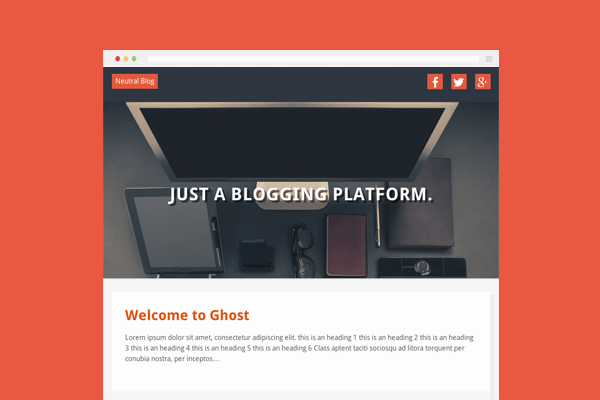 Neutral Blog
JUST A BLOGGING PLATFORM.
Welcome to Ghost
Lorem ipsum dolor sit amet, consectetur adipiscing elit. this is an heading 1 this is an heading 2 this is an heading
3 this is an heading 4 this is an heading 5 this is an heading 6 Class aptent taciti sociosqu ad litora torquent per
conubia nostra, per inceptos…